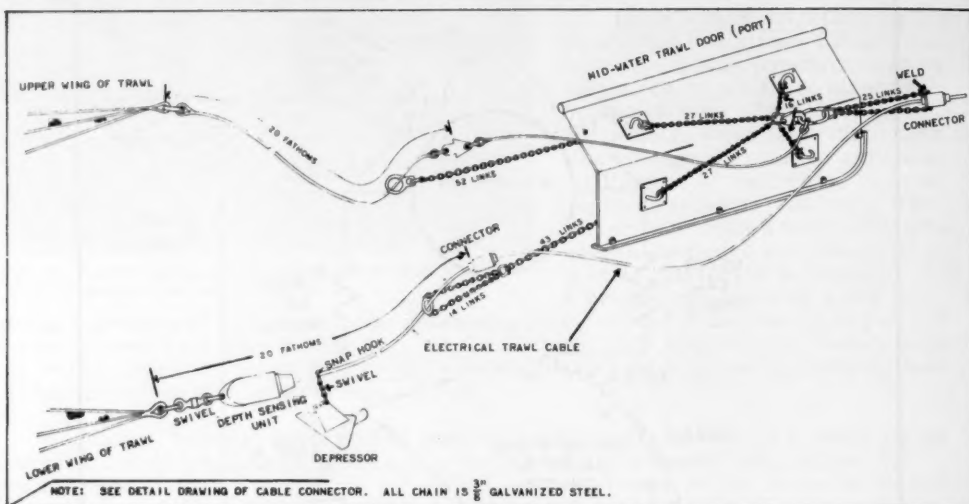 MID-WATER TRAWL DOOR (PORT)
UPPER WING OF TRAWL
WELD
25 LINKS
16 LINKS
CONNECTOR
27 LINKS
20 FATHOMS
27 LINKS
52 LINKS
CONNECTOR
43 LINKS
14 LINKS
ELECTRICAL TRAWL CABLE
20 FATHOMS
SNAP HOOK
SWIVEL
SWIVEL
DEPTH SENSING
UNIT
LOWER WING OF TRAWL
DEPRESSOR
NOTE: SEE DETAIL DRAWING OF CABLE CONNECTOR. ALL CHAIN IS 3/8" GALVANIZED STEEL.